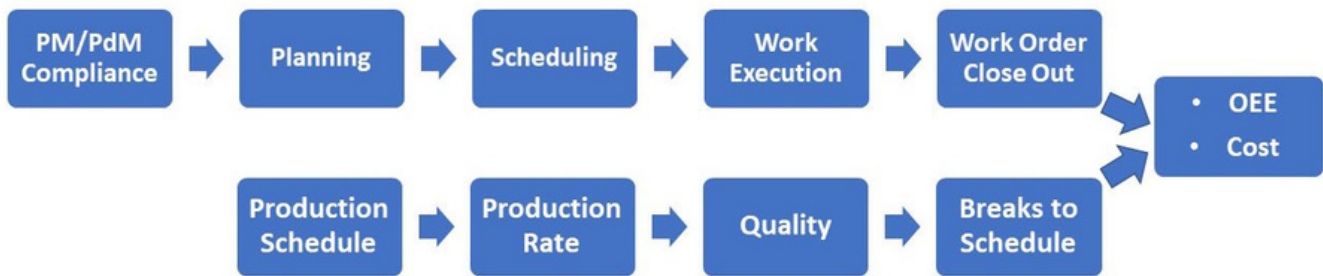 PM/PdM
Compliance
Planning
Scheduling
Work
Execution
Work Order
Close Out
• OEE
• Cost
Production
Schedule
Production
Rate
Quality
Breaks to
Schedule